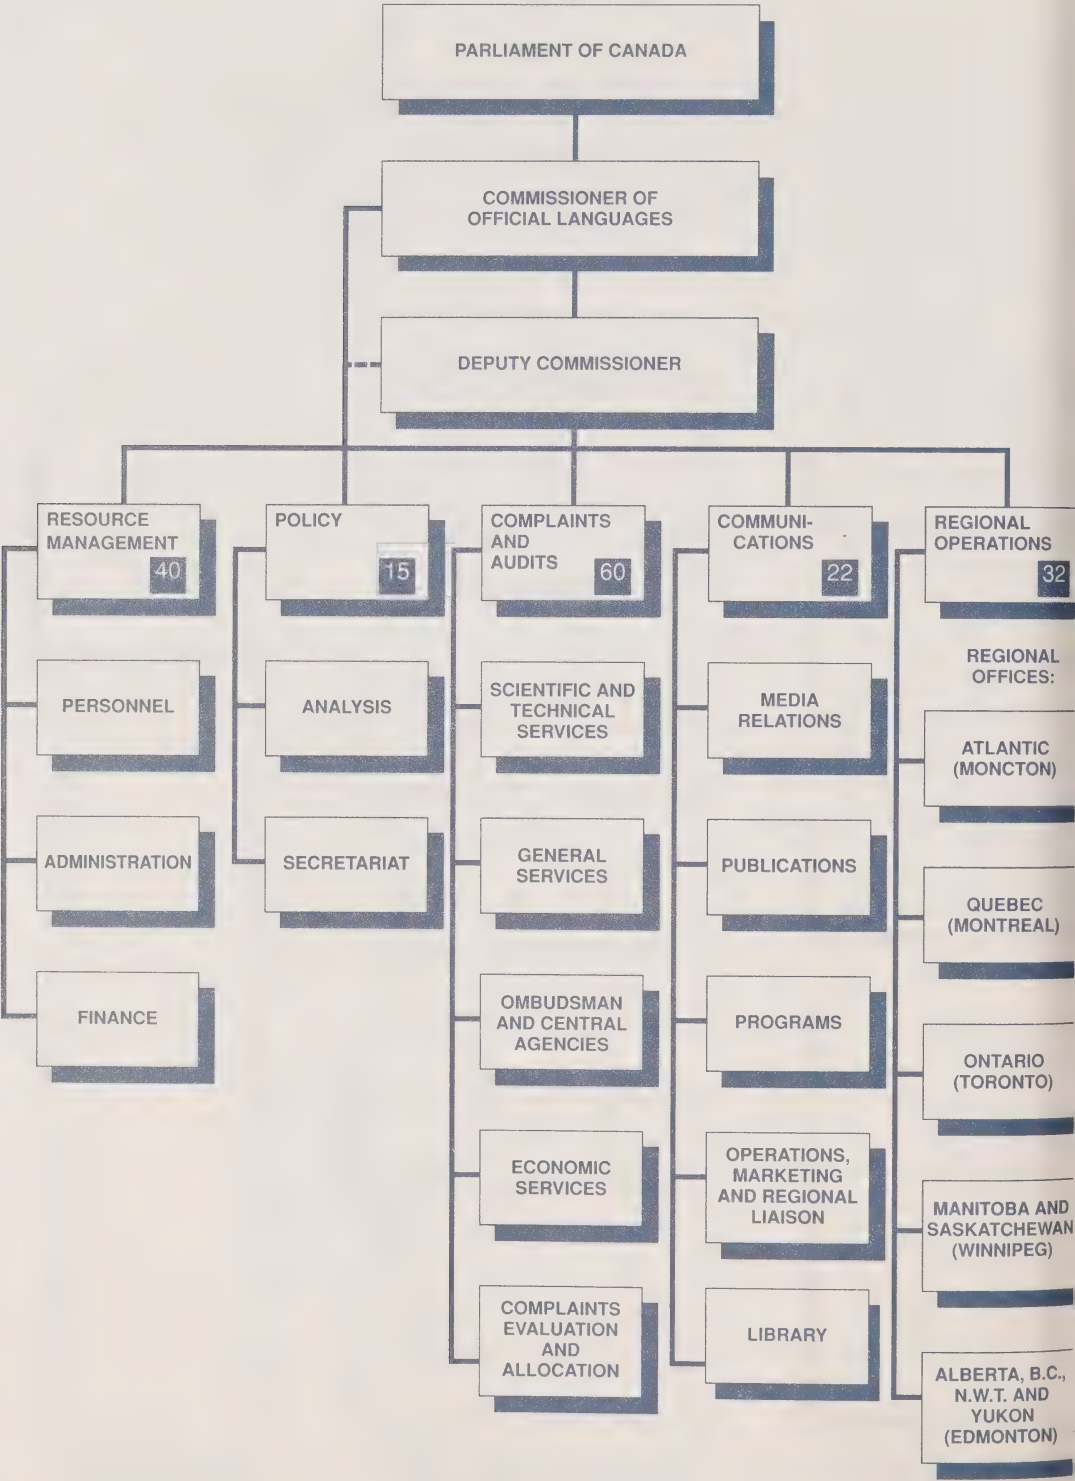 PARLIAMENT OF CANADA
COMMISSIONER OF
OFFICIAL LANGUAGES
DEPUTY COMMISSIONER
RESOURCE
MANAGEMENT
40
PERSONNEL
ADMINISTRATION
FINANCE
POLICY
15
ANALYSIS
SECRETARIAT
COMPLAINTS
AND
AUDITS
60
SCIENTIFIC AND
TECHNICAL
SERVICES
GENERAL
SERVICES
OMBUDSMAN
AND CENTRAL
AGENCIES
ECONOMIC
SERVICES
COMPLAINTS
EVALUATION
AND
ALLOCATION
COMMUNI-
CATIONS
22
MEDIA
RELATIONS
PUBLICATIONS
PROGRAMS
OPERATIONS,
MARKETING
AND REGIONAL
LIAISON
LIBRARY
REGIONAL
OPERATIONS
32
REGIONAL
OFFICES:
ATLANTIC
(MONCTON)
QUEBEC
(MONTREAL)
ONTARIO
(TORONTO)
MANITOBA AND
SASKATCHEWAN
(WINNIPEG)
ALBERTA, B.C.,
N.W.T. AND
YUKON
(EDMONTON)